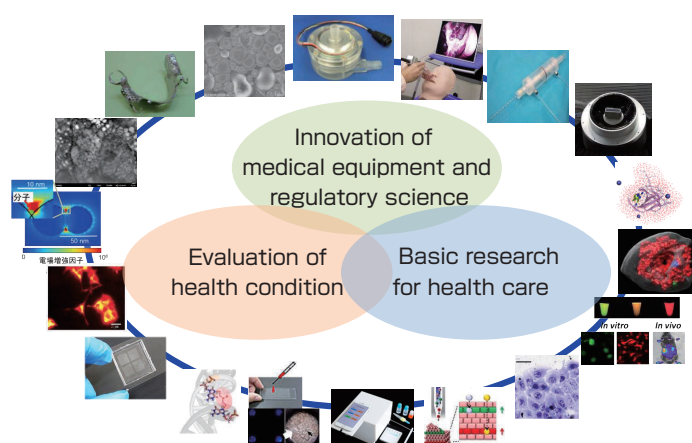 Innovation of
medical equipment and
regulatory science
Evaluation of
health condition
Basic research
for health care
10 nm
分子
50 nm
0
電場増強因子
In vitro
In vivo